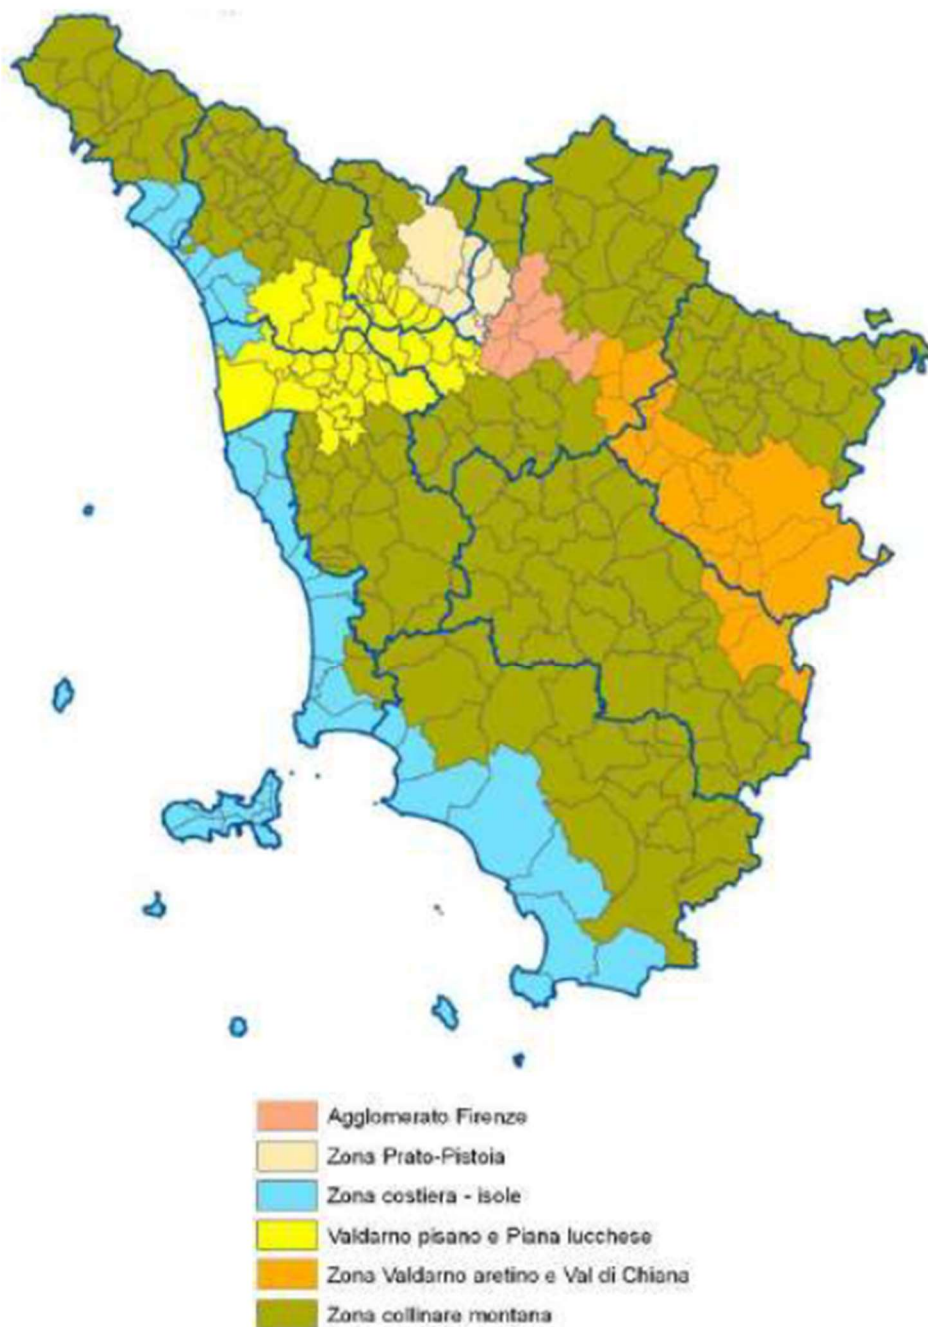 Agglomerato Firenze
Zona Prato-Pistoia
Zona costiera - isole
Valdarno pisano e Piana lucchese
Zona Valdarno aretino e Val di Chiana
Zona collinare montana